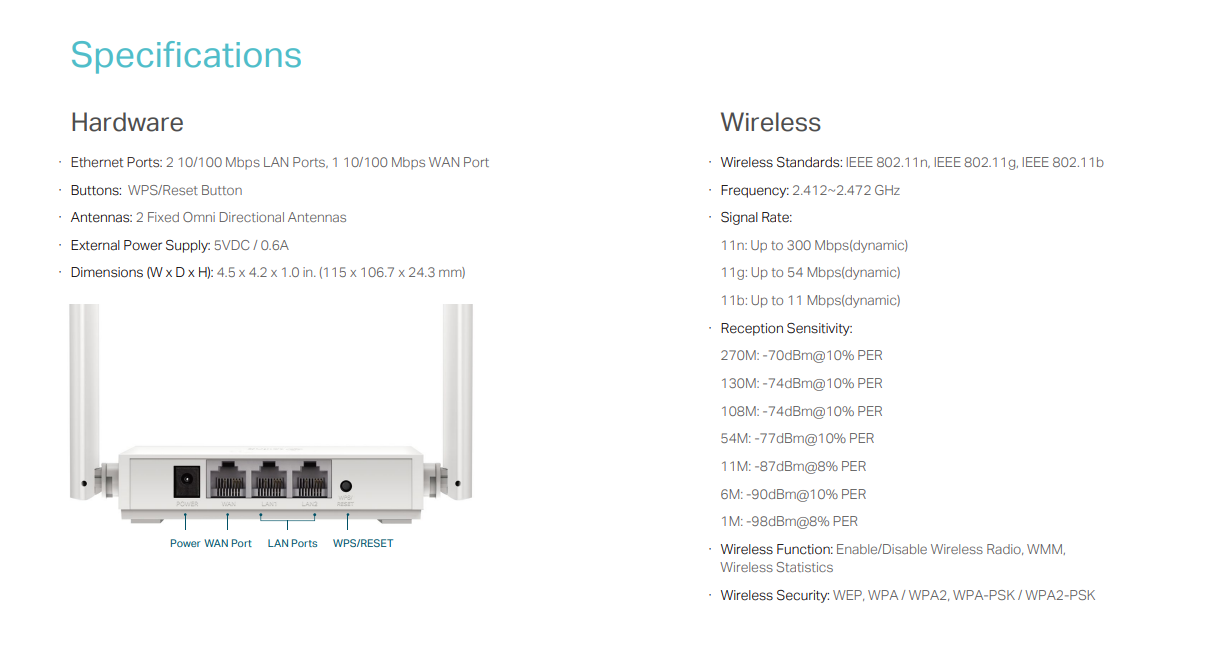 Specifications
Hardware
· Ethernet Ports: 2 10/100 Mbps LAN Ports, 1 10/100 Mbps WAN Port
· Buttons: WPS/Reset Button
· Antennas: 2 Fixed Omni Directional Antennas
· External Power Supply: 5VDC / 0.6A
· Dimensions (W x D x H): 4.5 x 4.2 x 1.0 in. (115 x 106.7 x 24.3 mm)
POWER WAN LAN1 LAN2 WPS/
RESET
Power WAN Port LAN Ports WPS/RESET
Wireless
· Wireless Standards: IEEE 802.11n, IEEE 802.11g, IEEE 802.11b
· Frequency: 2.412~2.472 GHz
· Signal Rate:
11n: Up to 300 Mbps(dynamic)
11g: Up to 54 Mbps(dynamic)
11b: Up to 11 Mbps(dynamic)
· Reception Sensitivity:
270M: -70dBm@10% PER
130M: -74dBm@10% PER
108M: -74dBm@10% PER
54M: -77dBm@10% PER
11M: -87dBm@8% PER
6M: -90dBm@10% PER
1M: -98dBm@8% PER
· Wireless Function: Enable/Disable Wireless Radio, WMM,
Wireless Statistics
· Wireless Security: WEP, WPA / WPA2, WPA-PSK / WPA2-PSK